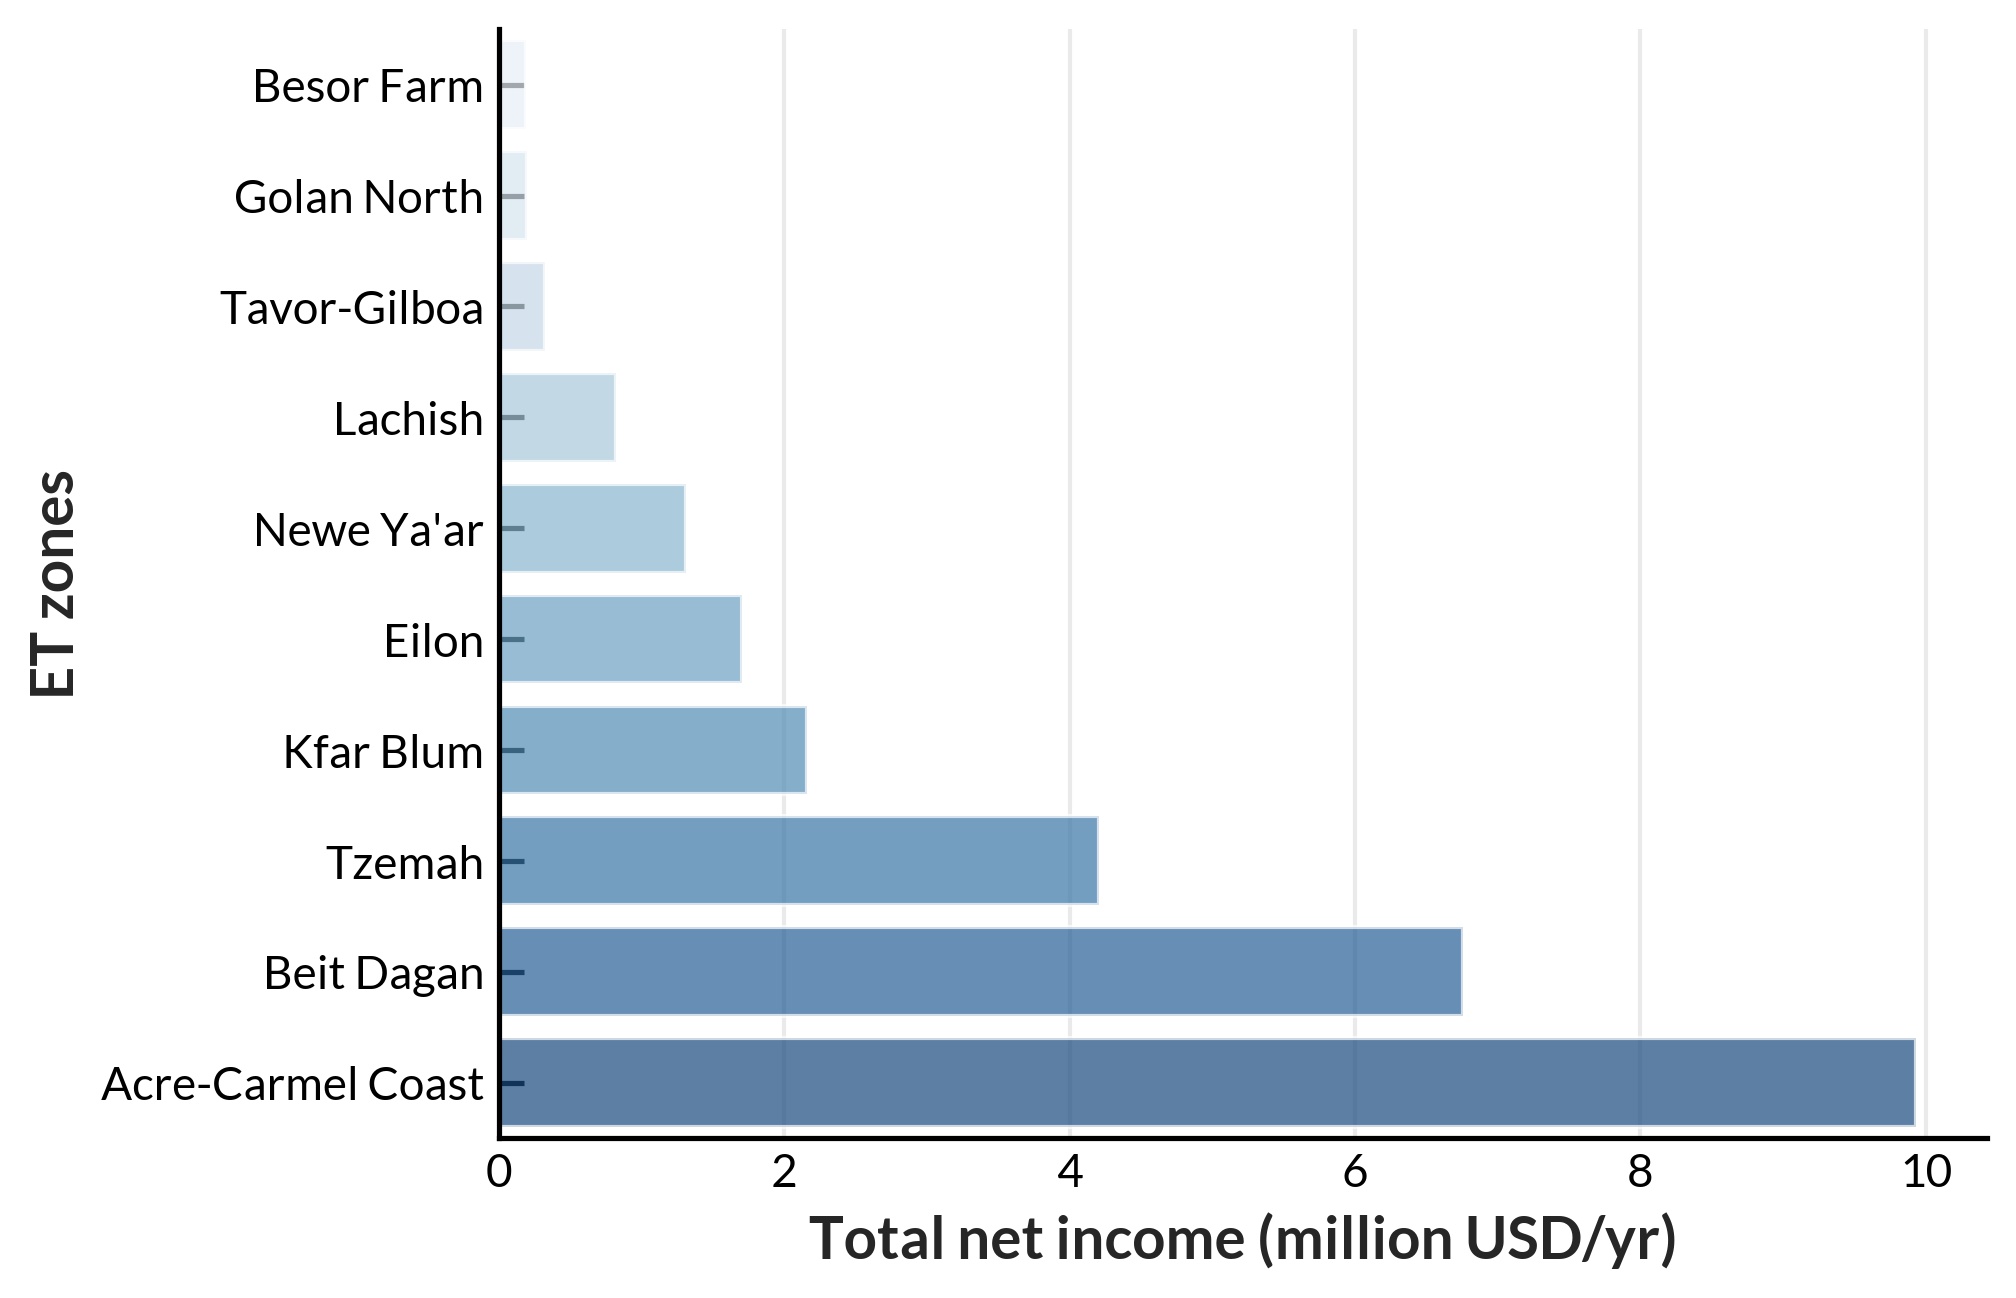 Besor Farm
Golan North
Tavor-Gilboa
Lachish
Newe Ya'ar
Eilon
Kfar Blum
Tzemah
Beit Dagan
Acre-Carmel Coast
ET zones
0 2 4 6 8 10
Total net income (million USD/yr)